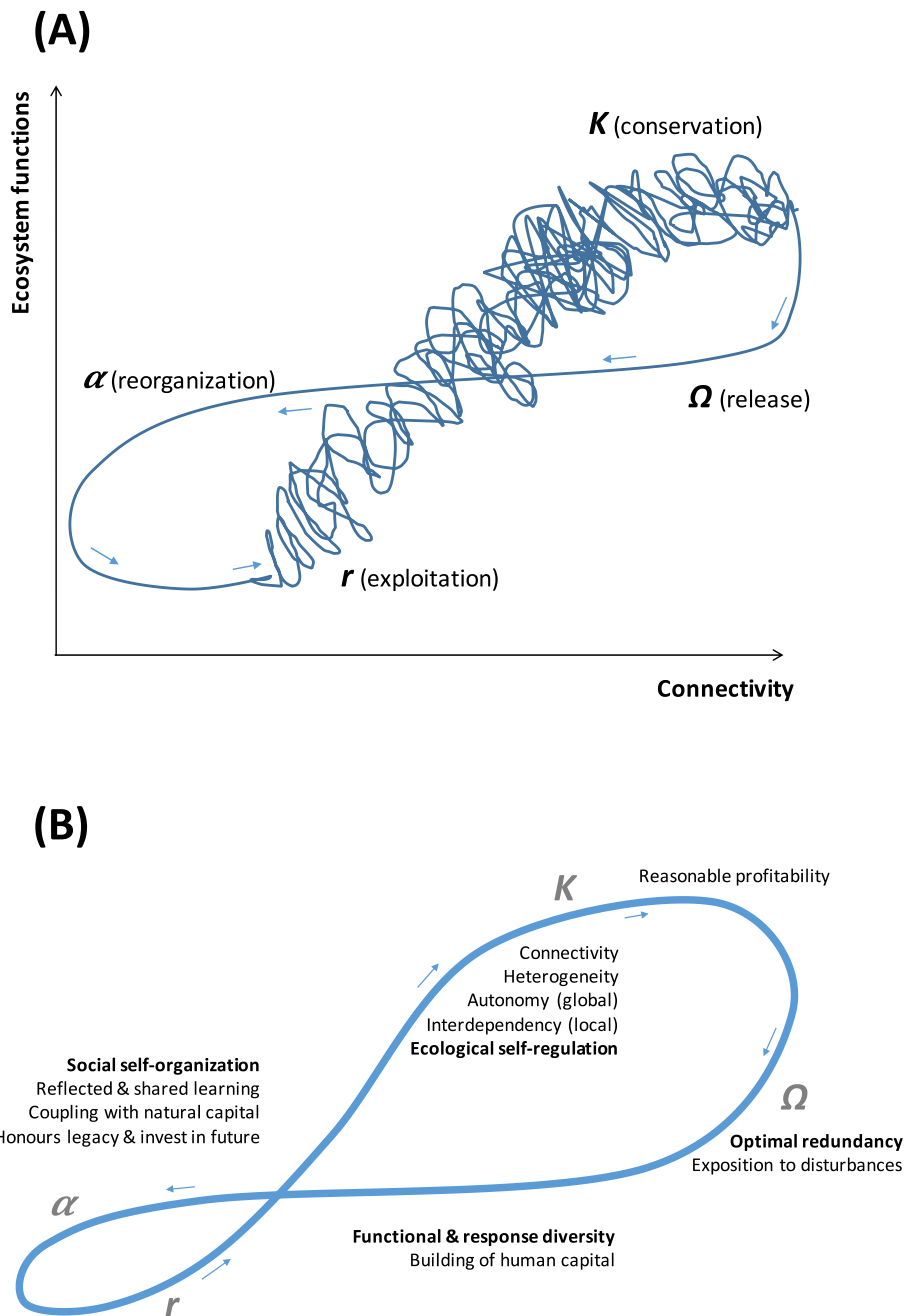 (A)
Ecosystem functions
K (conservation)
α (reorganization)
Ω (release)
r (exploitation)
Connectivity
(B)
K
Reasonable profitability
Connectivity
Heterogeneity
Autonomy (global)
Interdependency (local)
Ecological self-regulation
Social self-organization
Reflected & shared learning
Coupling with natural capital
Honours legacy & invest in future
Ω
Optimal redundancy
Exposition to disturbances
α
Functional & response diversity
Building of human capital
r